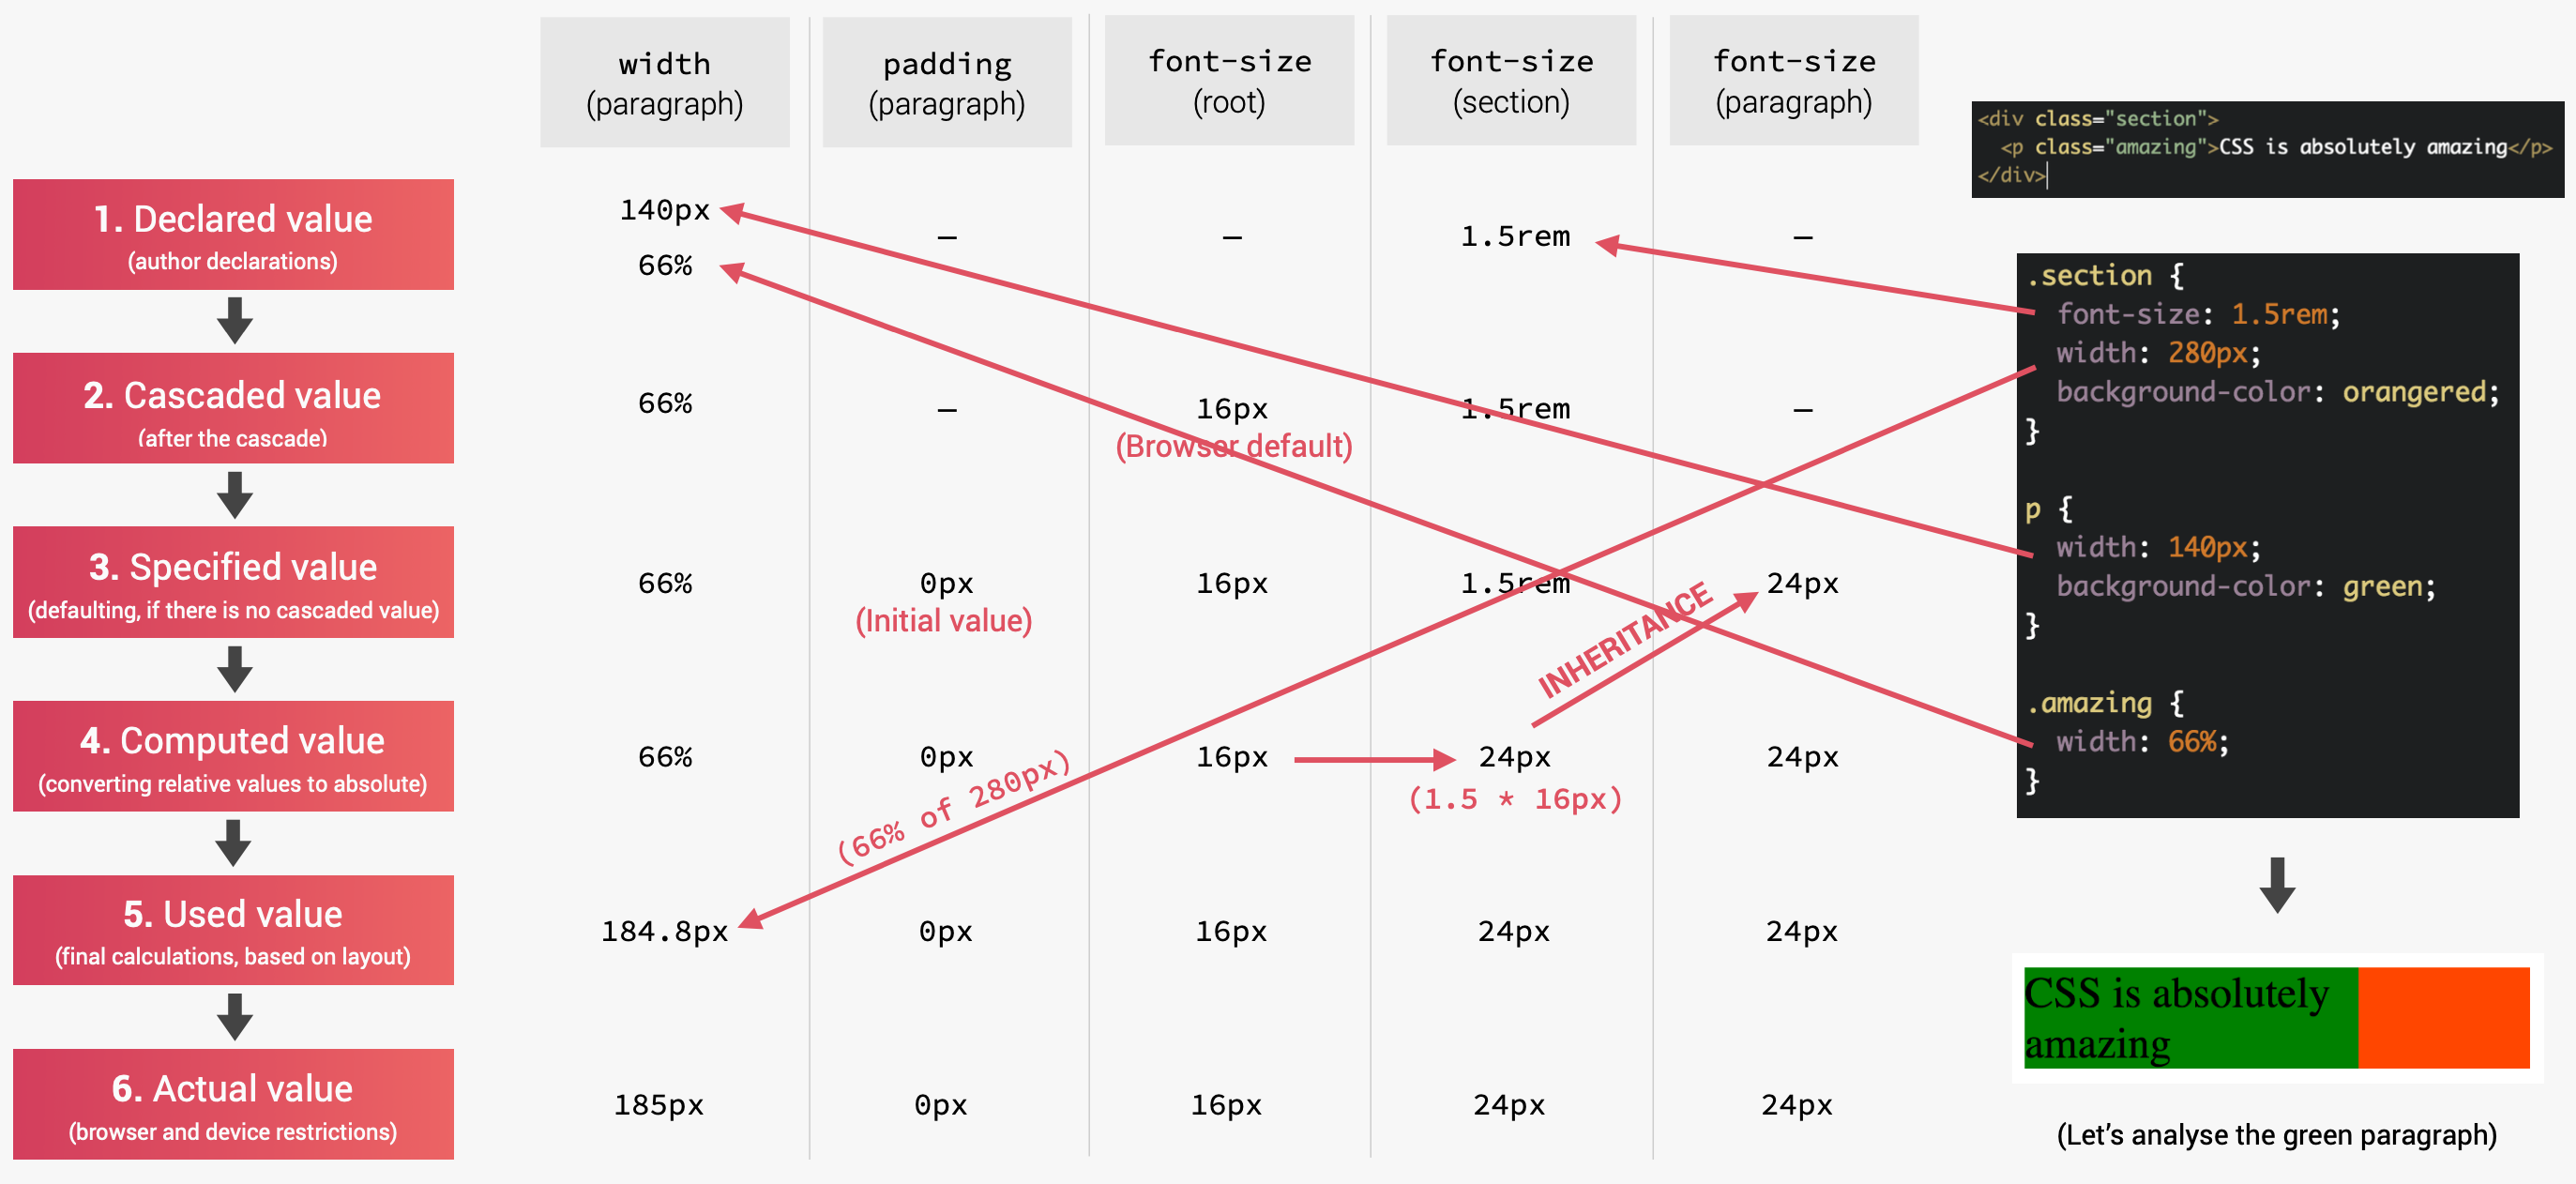 width
(paragraph)
padding
(paragraph)
font-size
(root)
font-size
(section)
font-size
(paragraph)
1. Declared value
(author declarations)
140px
66%
–
–
1.5rem
–
2. Cascaded value
(after the cascade)
66%
–
16px
(Browser default)
1.5rem
–
3. Specified value
(defaulting, if there is no cascaded value)
66%
0px
(Initial value)
16px
1.5rem
24px
INHERITANCE
4. Computed value
(converting relative values to absolute)
66%
0px
16px
24px
(1.5 * 16px)
24px
(66% of 280px)
5. Used value
(final calculations, based on layout)
184.8px
0px
16px
24px
24px
6. Actual value
(browser and device restrictions)
185px
0px
16px
24px
24px
<div class="section">
<p class="amazing">CSS is absolutely amazing</p>
</div>
.section {
font-size: 1.5rem;
width: 280px;
background-color: orangered;
}
p {
width: 140px;
background-color: green;
}
.amazing {
width: 66%;
}
CSS is absolutely
amazing
(Let's analyse the green paragraph)